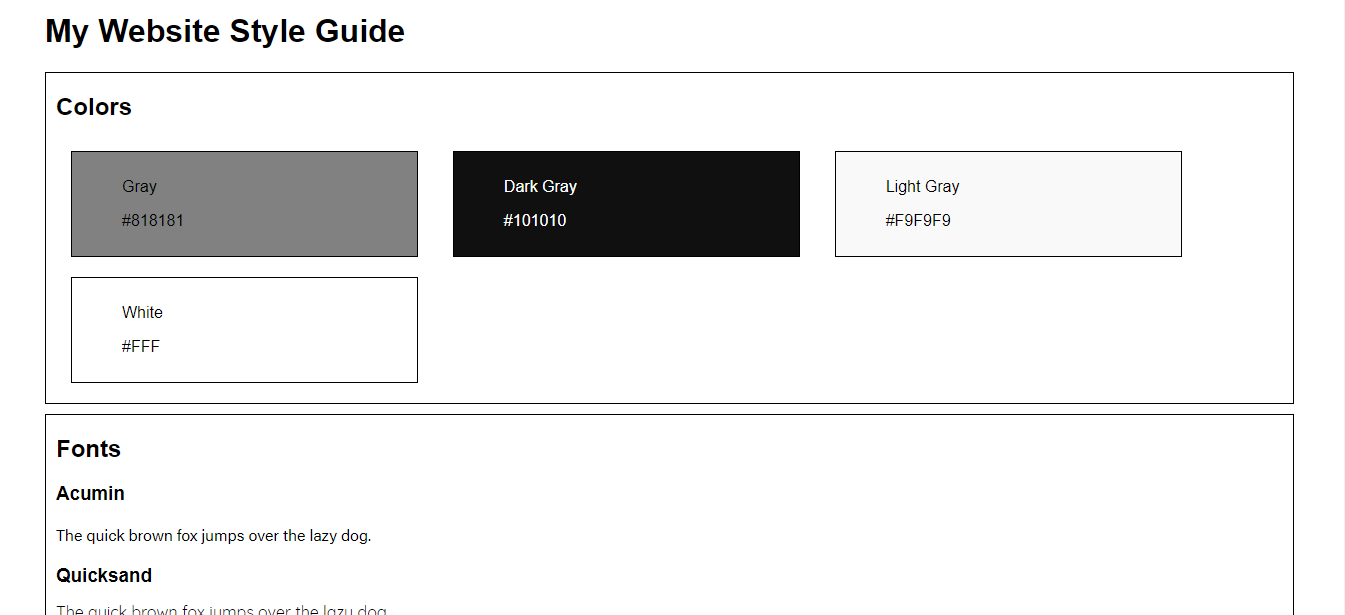 My Website Style Guide
Colors
Gray
#818181
Dark Gray
#101010
Light Gray
#F9F9F9
White
#FFF
Fonts
Acumin
The quick brown fox jumps over the lazy dog.
Quicksand
The quick brown fox jumps over the lazy dog.